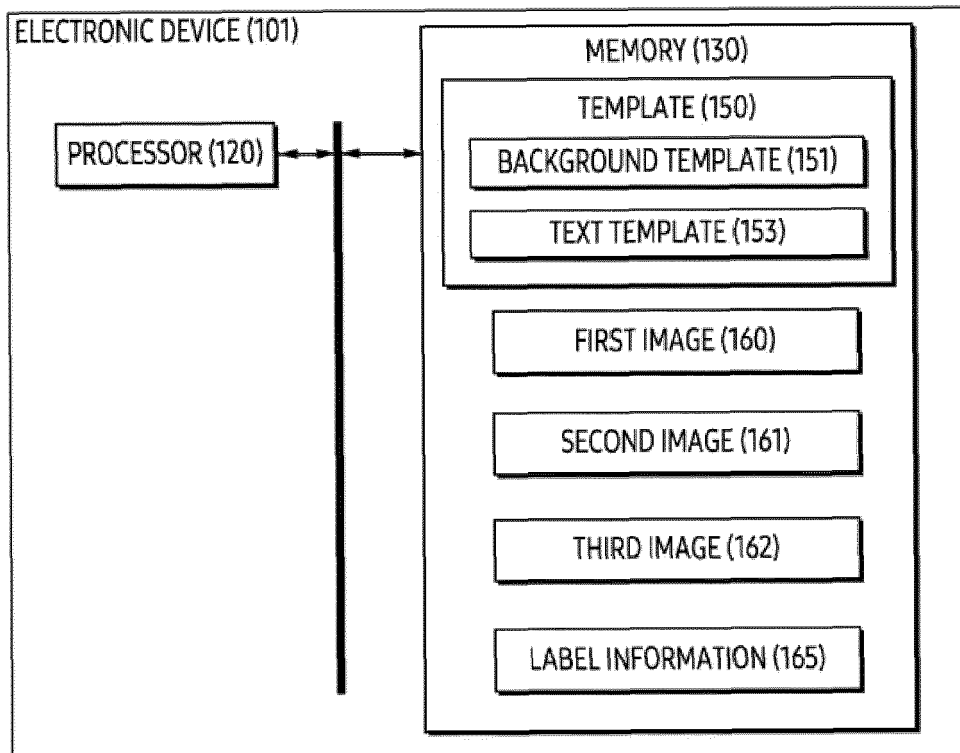 ELECTRONIC DEVICE (101)
MEMORY (130)
TEMPLATE (150)
PROCESSOR (120)
BACKGROUND TEMPLATE (151)
TEXT TEMPLATE (153)
FIRST IMAGE (160)
SECOND IMAGE (161)
THIRD IMAGE (162)
LABEL INFORMATION (165)